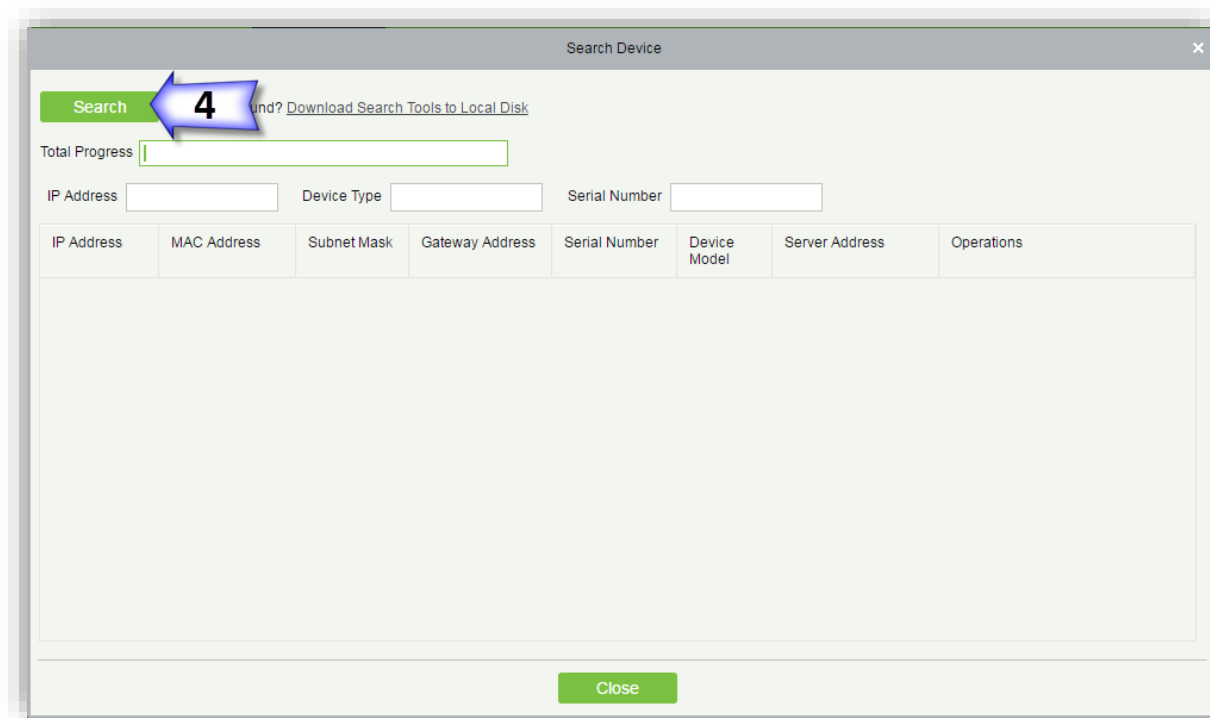 Search Device
Search 4 und? Download Search Tools to Local Disk
Total Progress
IP Address Device Type Serial Number
IP Address MAC Address Subnet Mask Gateway Address Serial Number Device Model Server Address Operations
Close